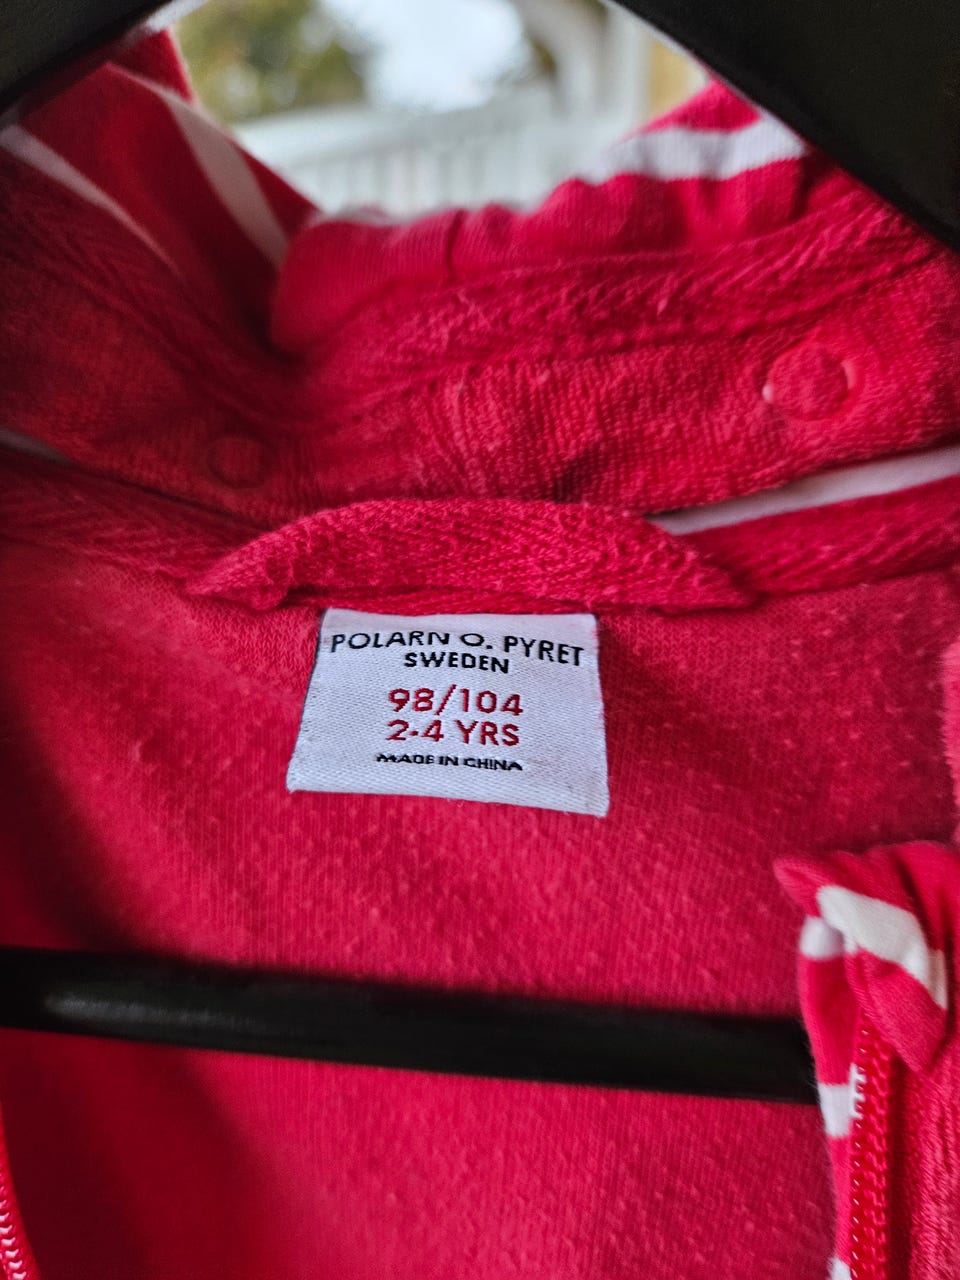 POLARN O. PYRET
SWEDEN
98/104
2-4 YRS
MADE IN CHINA